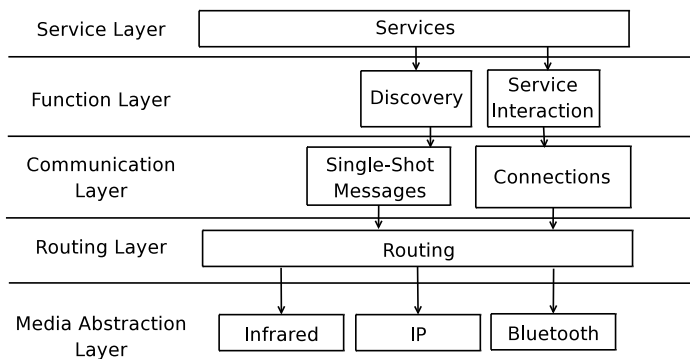 Service Layer
Services
Function Layer
Discovery
Service
Interaction
Communication
Layer
Single-Shot
Messages
Connections
Routing Layer
Routing
Media Abstraction
Layer
Infrared
IP
Bluetooth